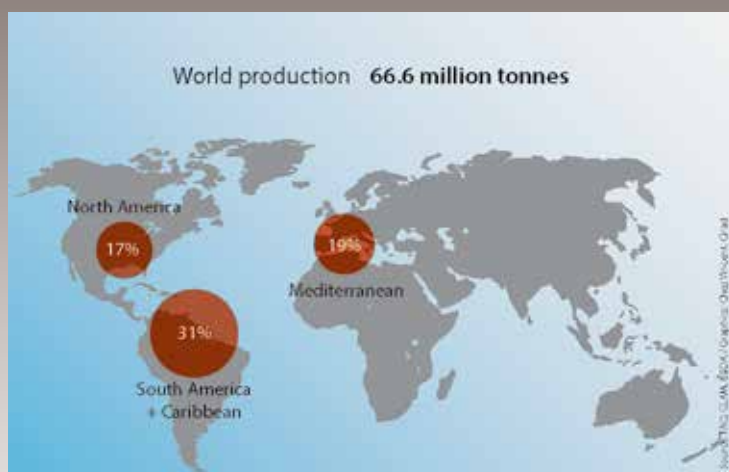 World production 66.6 million tonnes
North America
17%
19%
Mediterranean
31%
South America
+ Caribbean